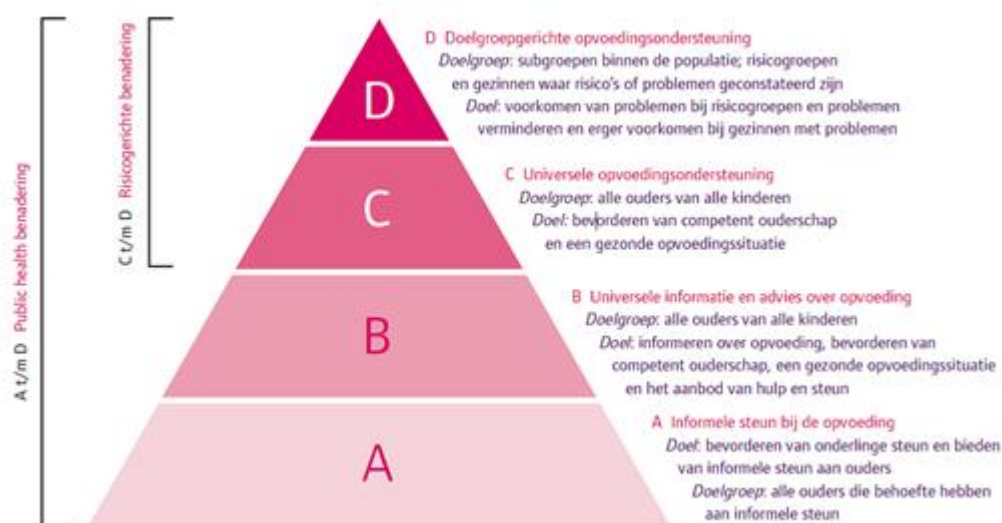 A t/m D Public health benadering
C t/m D Risicogerichte benadering
D
D Doelgroepgerichte opvoedingsondersteuning
Doelgroep: subgroepen binnen de populatie; risicogroepen
en gezinnen waar risico's of problemen geconstateerd zijn
Doel: voorkomen van problemen bij risicogroepen en problemen
verminderen en erger voorkomen bij gezinnen met problemen
C
C Universele opvoedingsondersteuning
Doelgroep: alle ouders van alle kinderen
Doel: bevorderen van competent ouderschap
en een gezonde opvoedingssituatie
B
B Universele informatie en advies over opvoeding
Doelgroep: alle ouders van alle kinderen
Doel: informeren over opvoeding, bevorderen van
competent ouderschap, een gezonde opvoedingssituatie
en het aanbod van hulp en steun
A
A Informele steun bij de opvoeding
Doel: bevorderen van onderlinge steun en bieden
van informele steun aan ouders
Doelgroep: alle ouders die behoefte hebben
aan informele steun